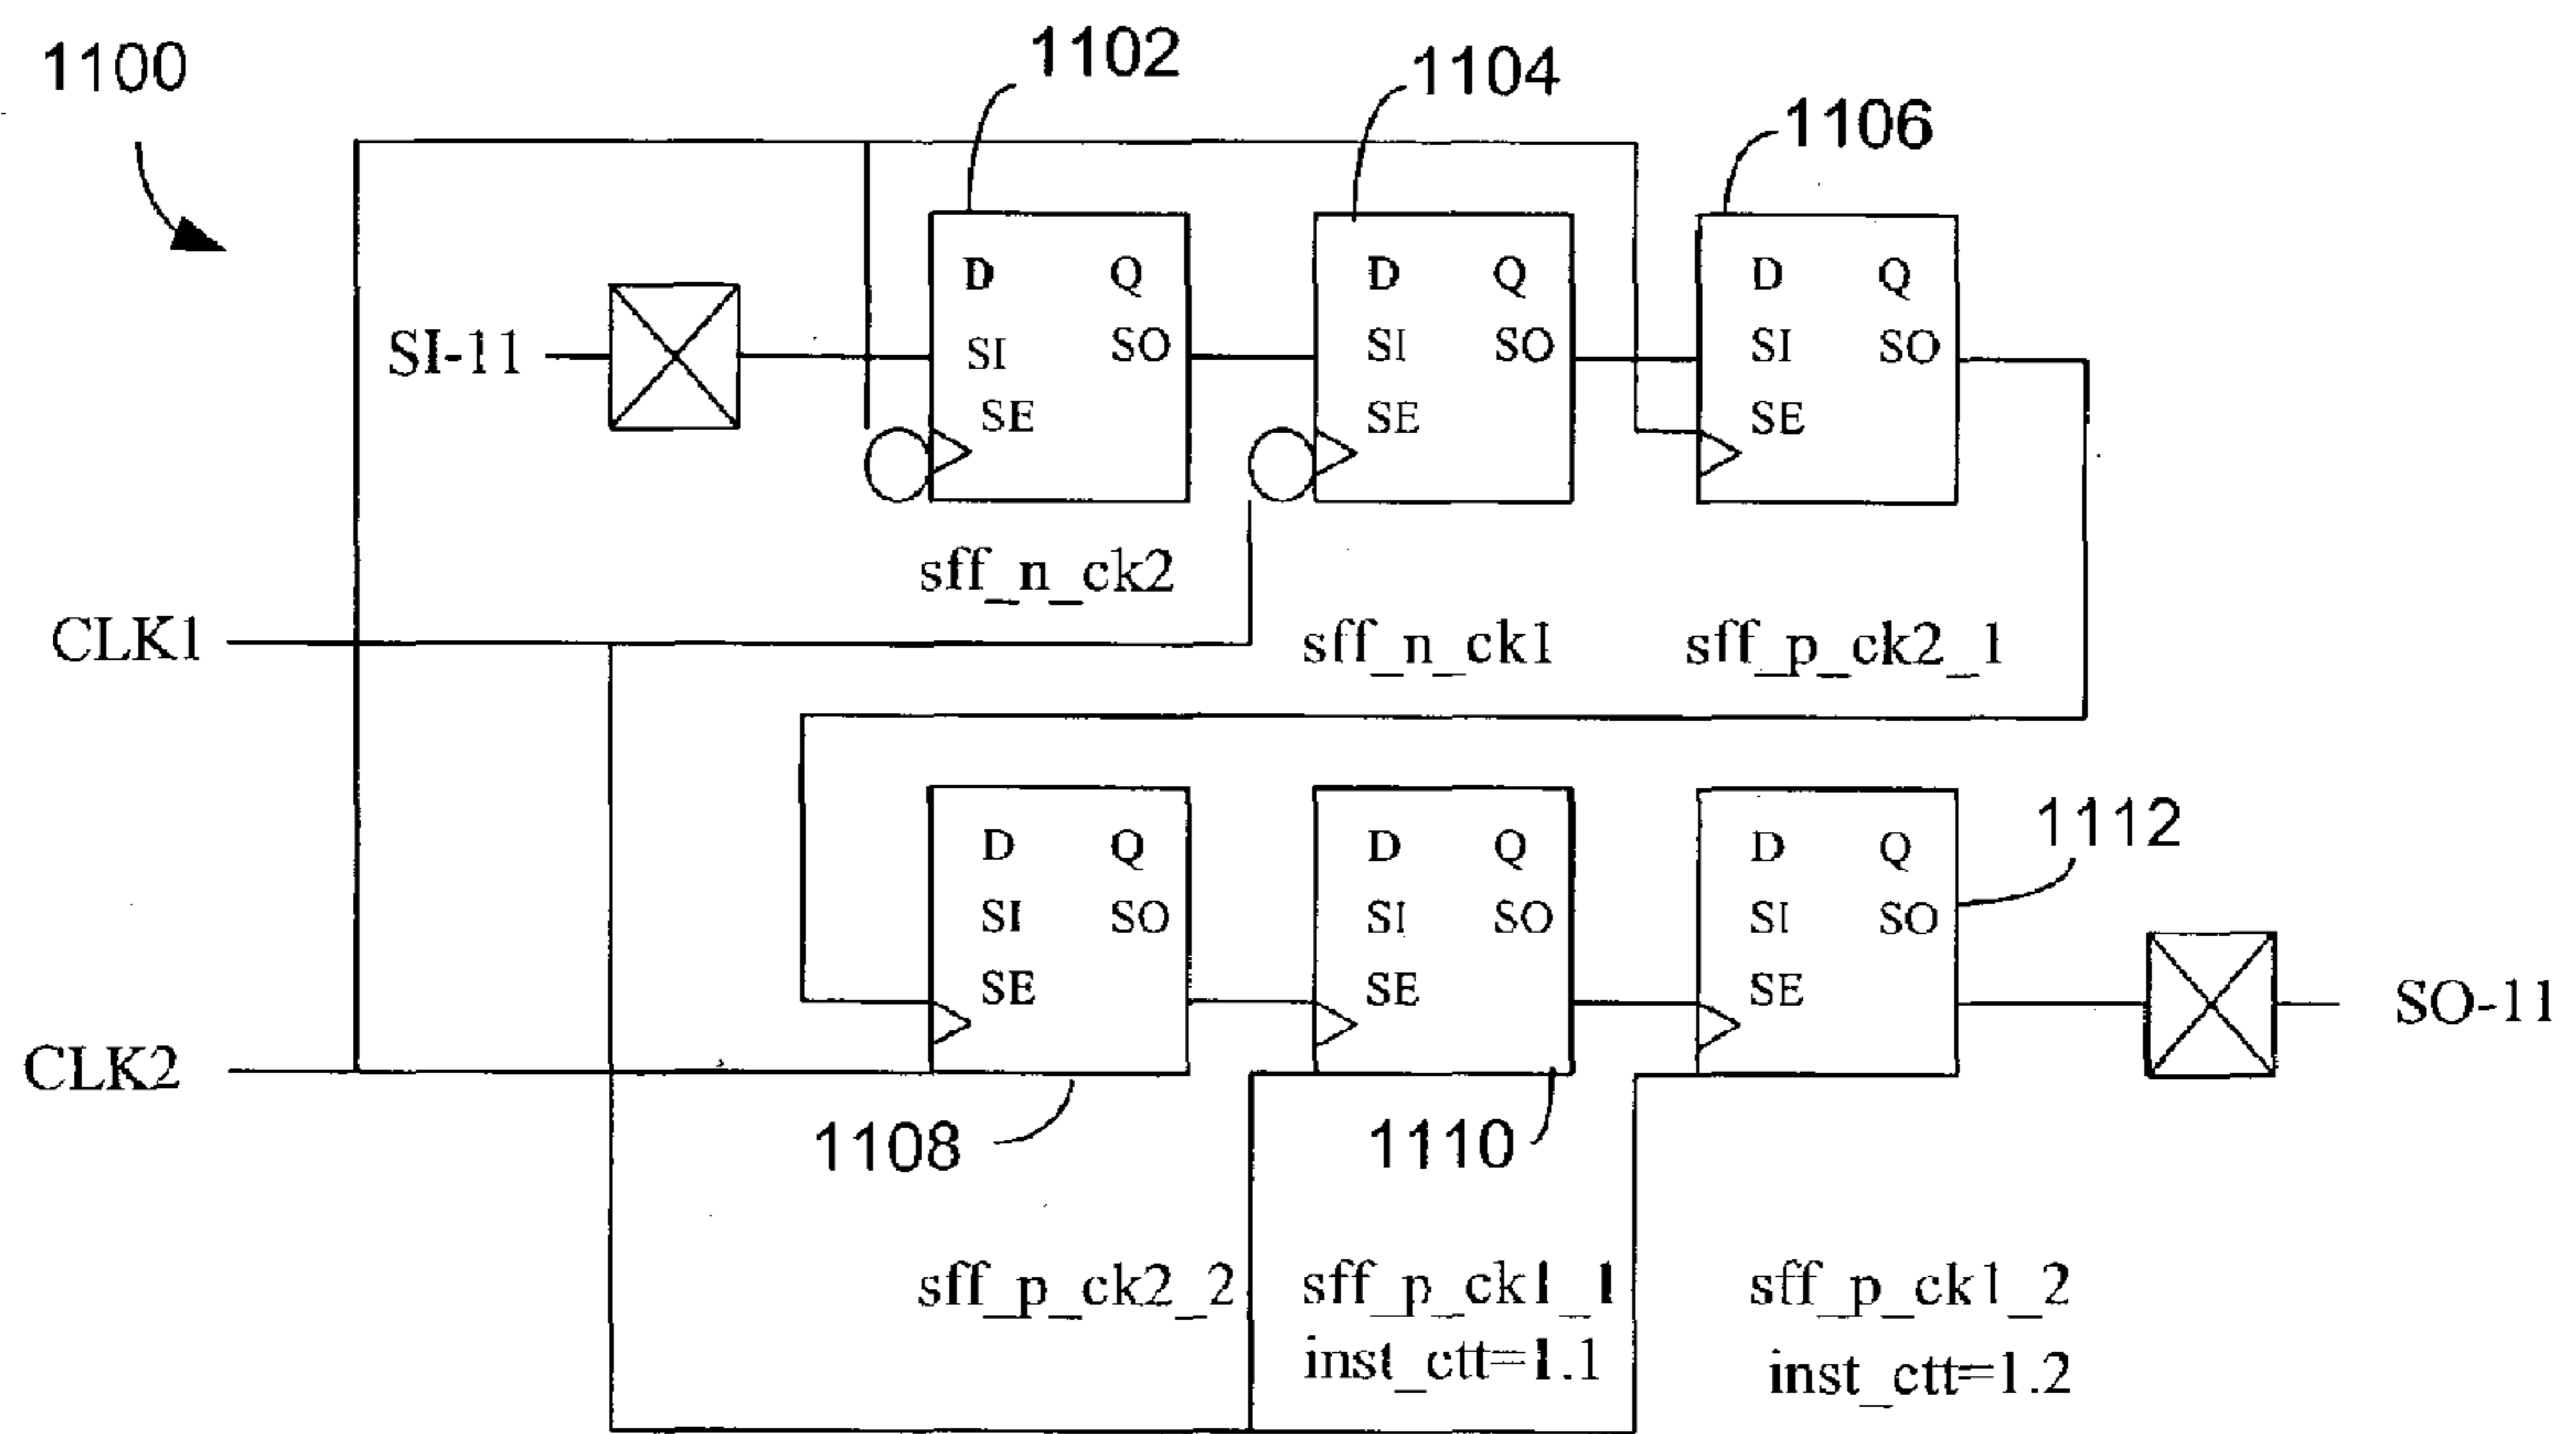 1100
1102
1104
1106
D Q
SI SO
SE
D Q
SI SO
SE
D Q
SI SO
SE
SI-11
sff_n_ck2
sff_n_ck1
sff_p_ck2_1
CLK1
D Q
SI SO
SE
D Q
SI SO
SE
D Q
SI SO
SE
1112
SO-11
CLK2
1108
1110
sff_p_ck2_2
sff_p_ck1_1
inst_ctt=1.1
sff_p_ck1_2
inst_ctt=1.2